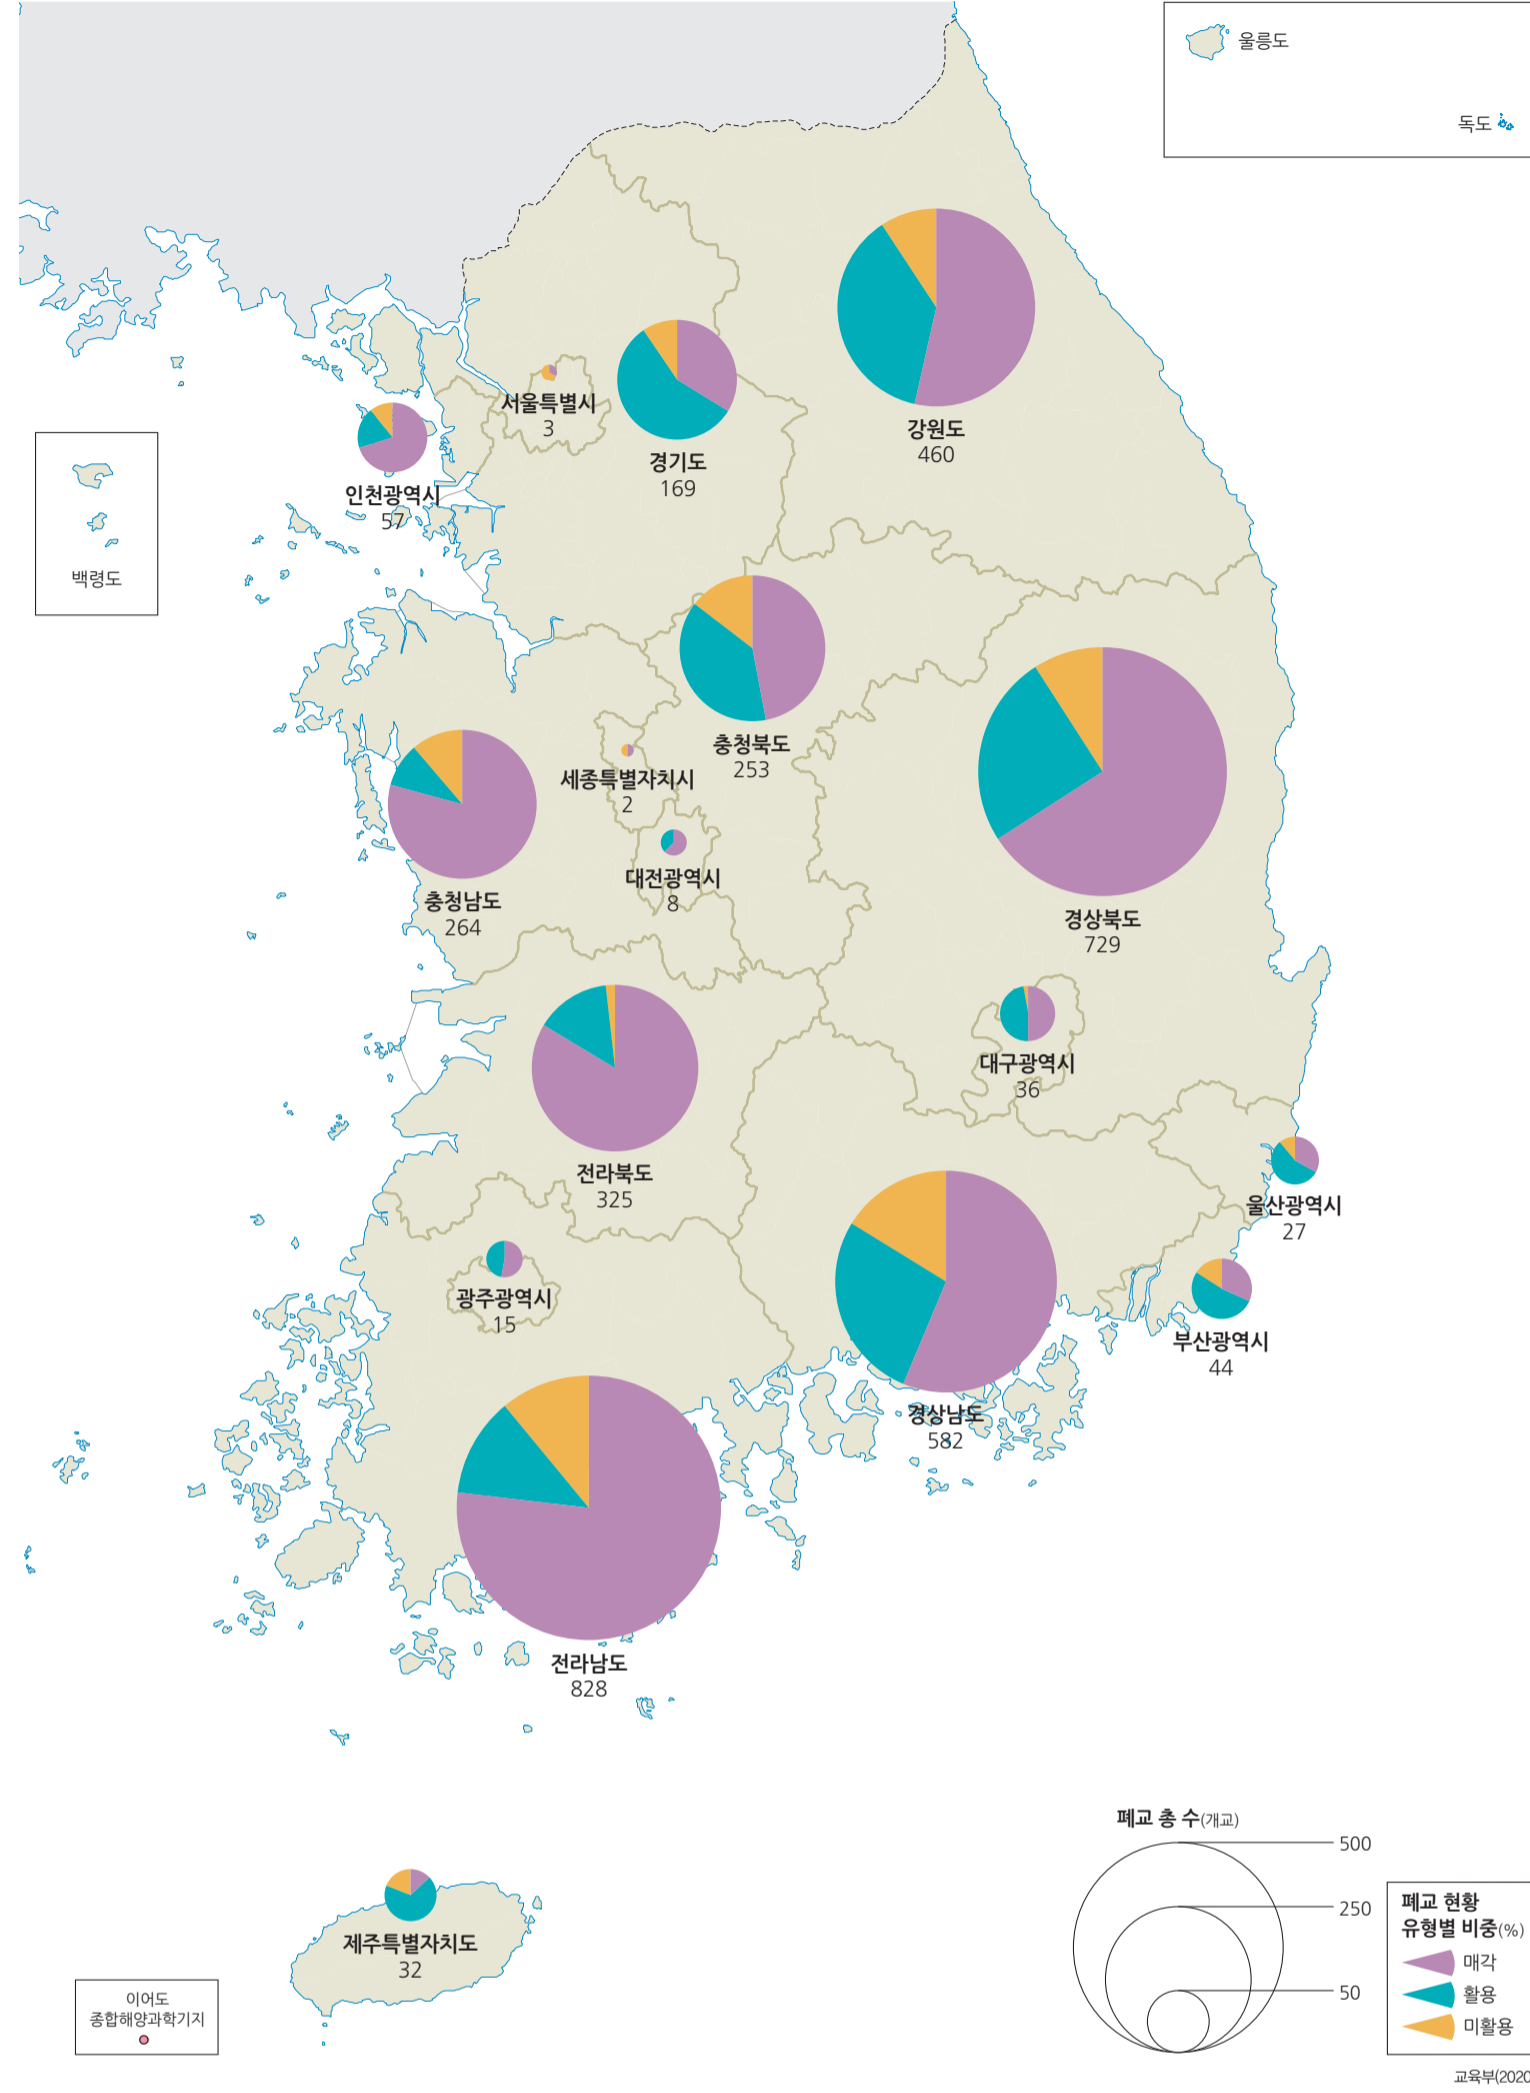 울릉도
독도
서울특별시
3
경기도
169
강원도
460
인천광역시
57
백령도
충청북도
253
세종특별자치시
2
대전광역시
8
충청남도
264
경상북도
729
대구광역시
36
전라북도
325
울산광역시
27
광주광역시
15
부산광역시
44
경상남도
582
전라남도
828
제주특별자치도
32
이어도
종합해양과학기지
폐교 총 수(개교)
500
250
50
폐교 현황
유형별 비중(%)
매각
활용
미활용
교육부(2020